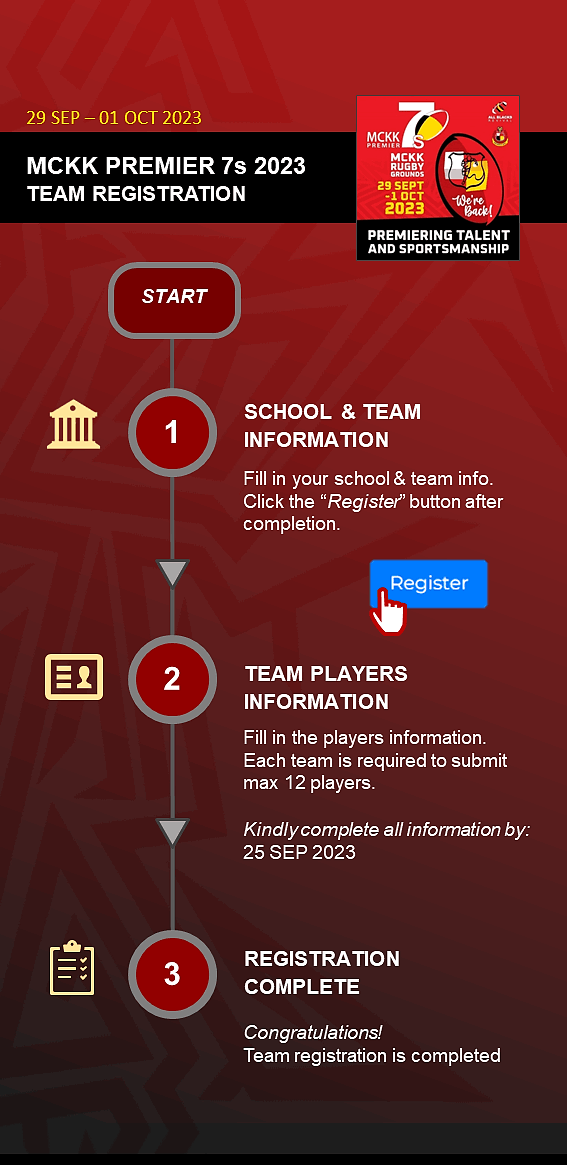 29 SEP – 01 OCT 2023
MCKK PREMIER 7s 2023
TEAM REGISTRATION
7s
MCKK
PREMIER
MCKK
RUGBY
GROUNDS
29 SEPT
-1 OCT
2023
We're
Back!
PREMIERING TALENT
AND SPORTSMANSHIP
START
1
SCHOOL & TEAM
INFORMATION
Fill in your school & team info.
Click the “Register” button after
completion.
Register
2
TEAM PLAYERS
INFORMATION
Fill in the players information.
Each team is required to submit
max 12 players.
Kindly complete all information by:
25 SEP 2023
3
REGISTRATION
COMPLETE
Congratulations!
Team registration is completed